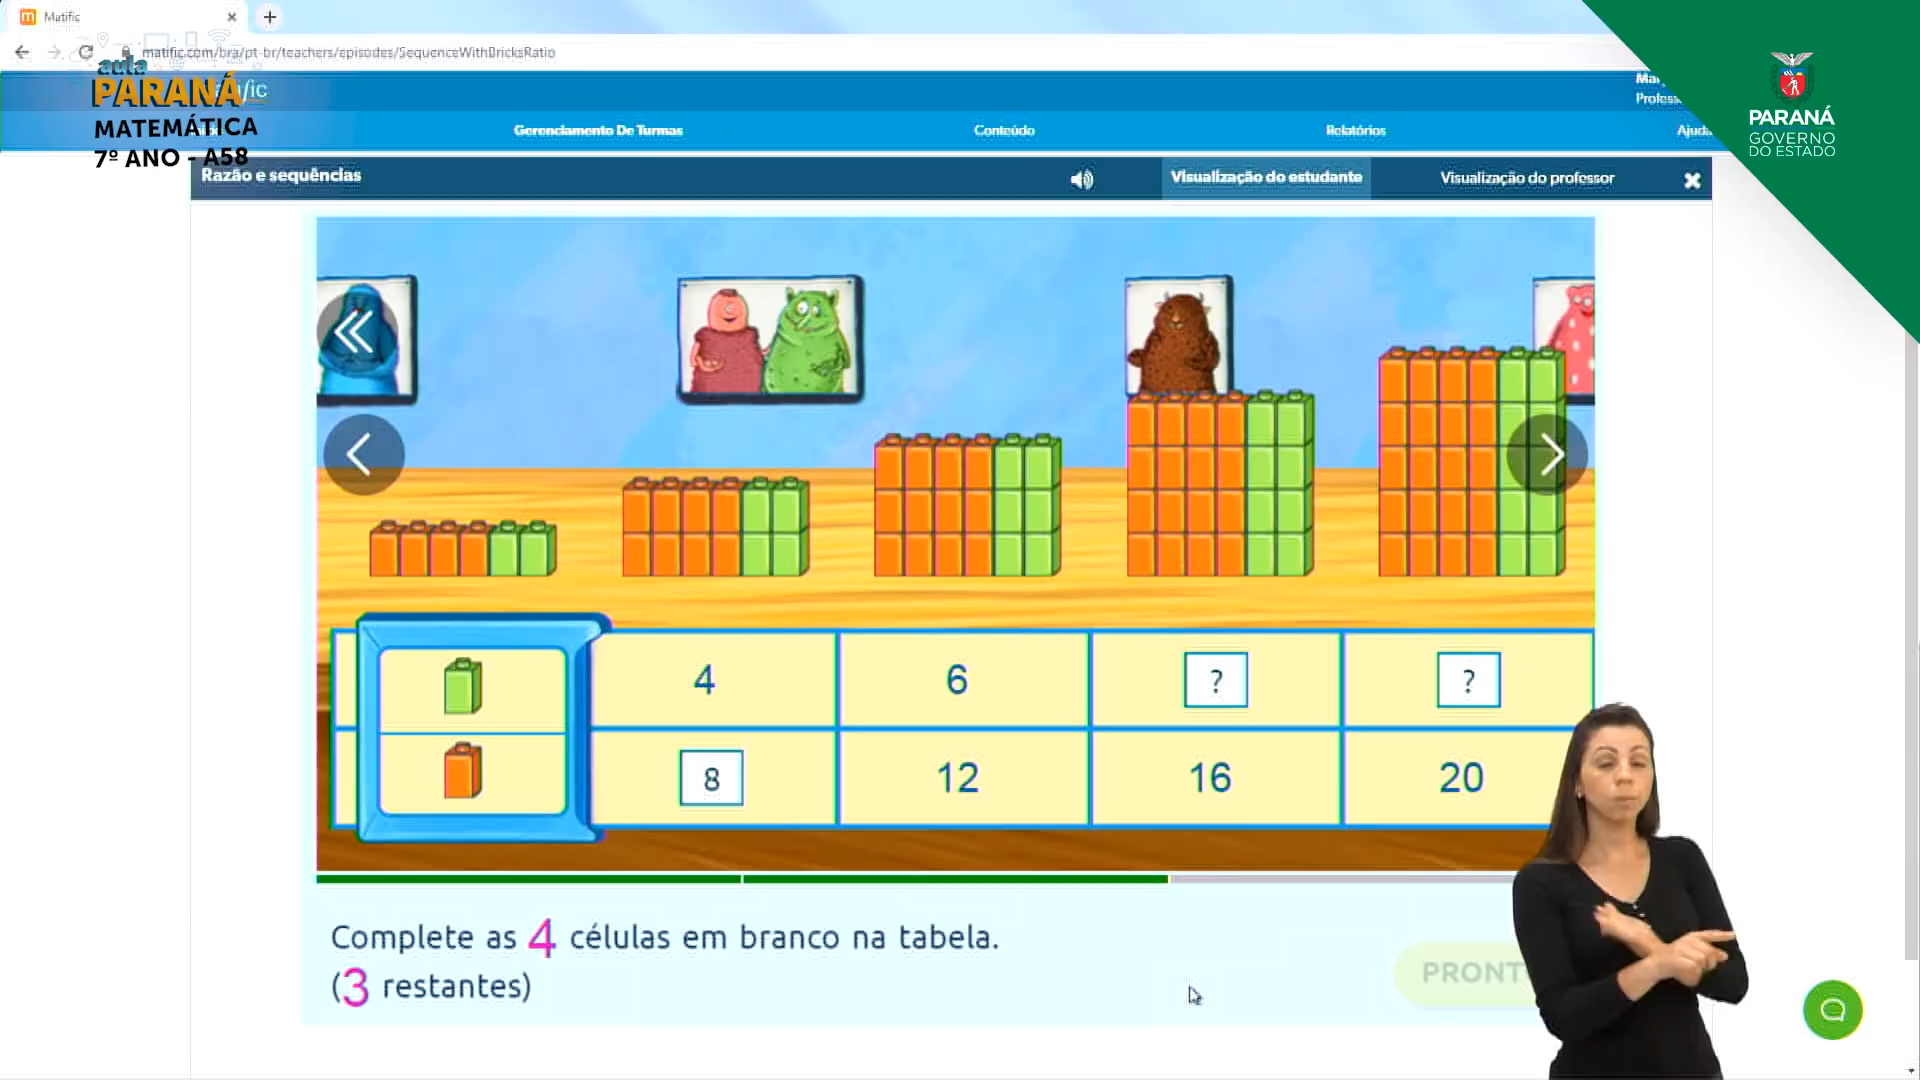 Matific
matific.com/bra/pt-br/teachers/episodes/SequenceWithBricksRatio
aula
PARANÁ
MATEMÁTICA
7º ANO - A58
PARANÁ
GOVERNO
DO ESTADO
Gerenciamento De Turmas
Conteúdo
Relatórios
Ajuda
Razão e sequências
Visualização do estudante
Visualização do professor
4 6 ? ?
8 12 16 20
Complete as 4 células em branco na tabela.
(3 restantes)
PRONT